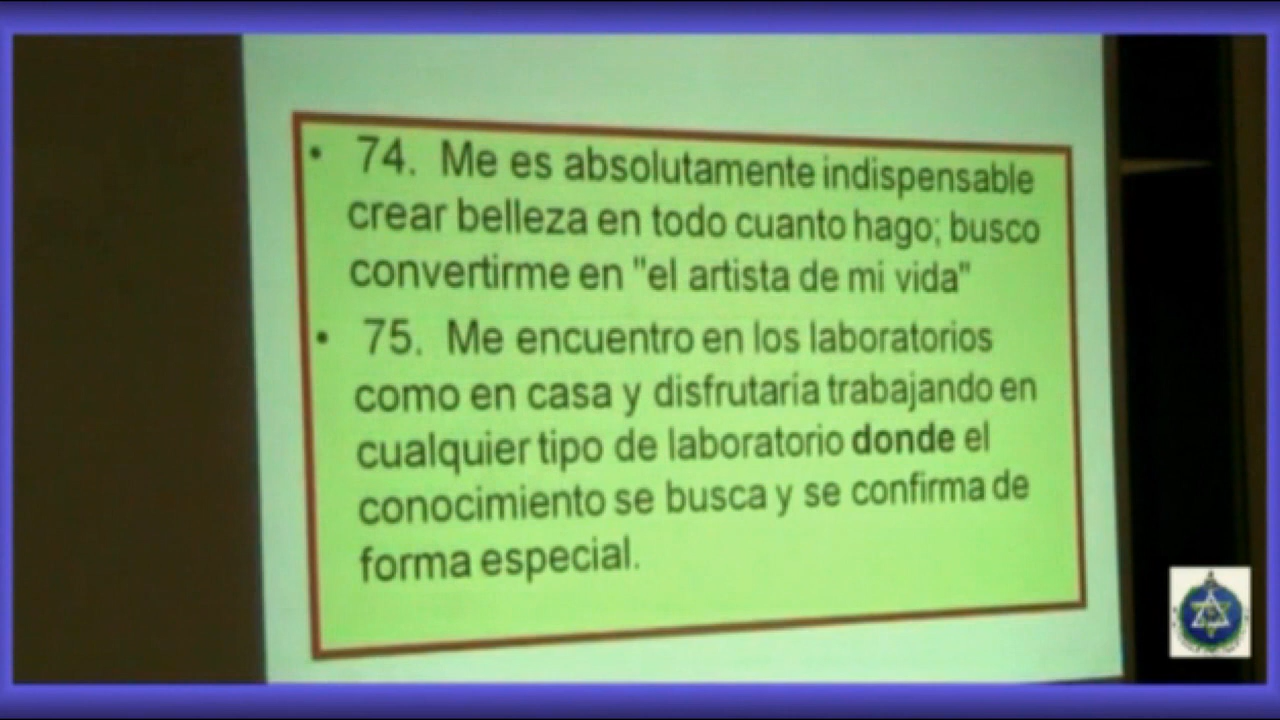 • 74. Me es absolutamente indispensable
crear belleza en todo cuanto hago; busco
convertirme en "el artista de mi vida"
• 75. Me encuentro en los laboratorios
como en casa y disfrutaría trabajando en
cualquier tipo de laboratorio donde el
conocimiento se busca y se confirma de
forma especial.